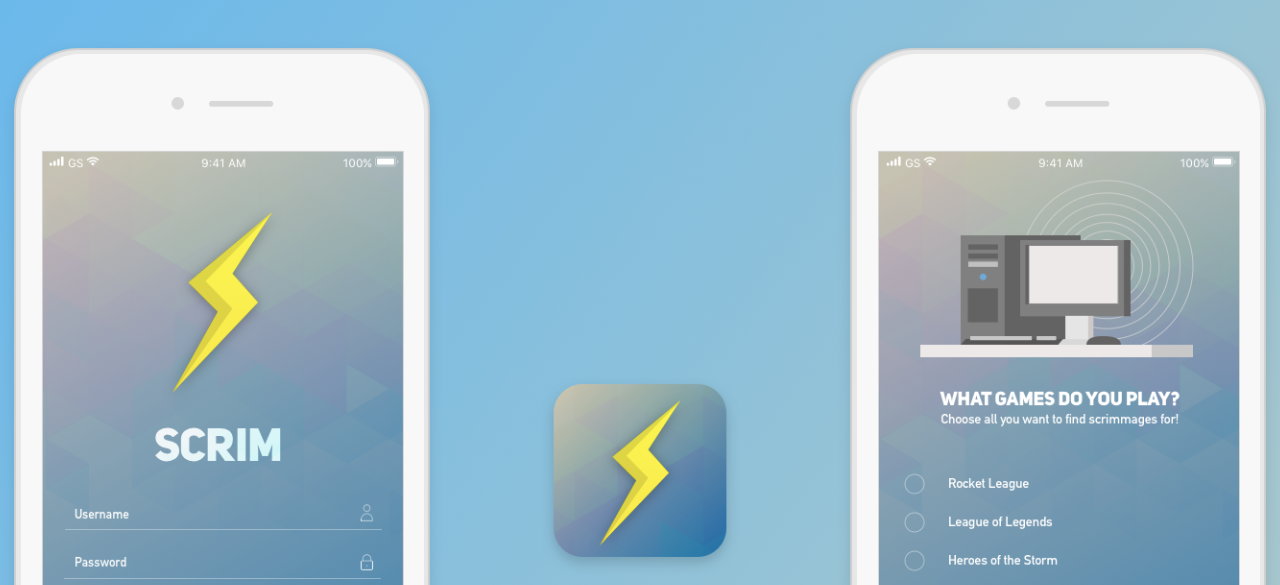 GS 9:41 AM 100%
SCRIM
Username
Password
GS 9:41 AM 100%
WHAT GAMES DO YOU PLAY?
Choose all you want to find scrimmages for!
Rocket League
League of Legends
Heroes of the Storm